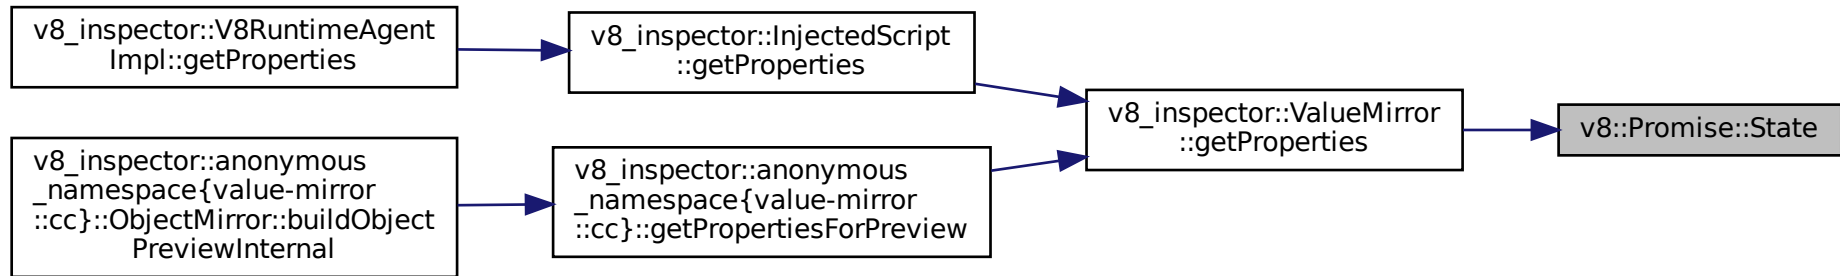 v8_inspector::V8RuntimeAgent
Impl::getProperties
v8_inspector::InjectedScript
::getProperties
v8_inspector::ValueMirror
::getProperties
v8::Promise::State
v8_inspector::anonymous
_namespace{value-mirror
::cc}::ObjectMirror::buildObject
PreviewInternal
v8_inspector::anonymous
_namespace{value-mirror
::cc}::getPropertiesForPreview